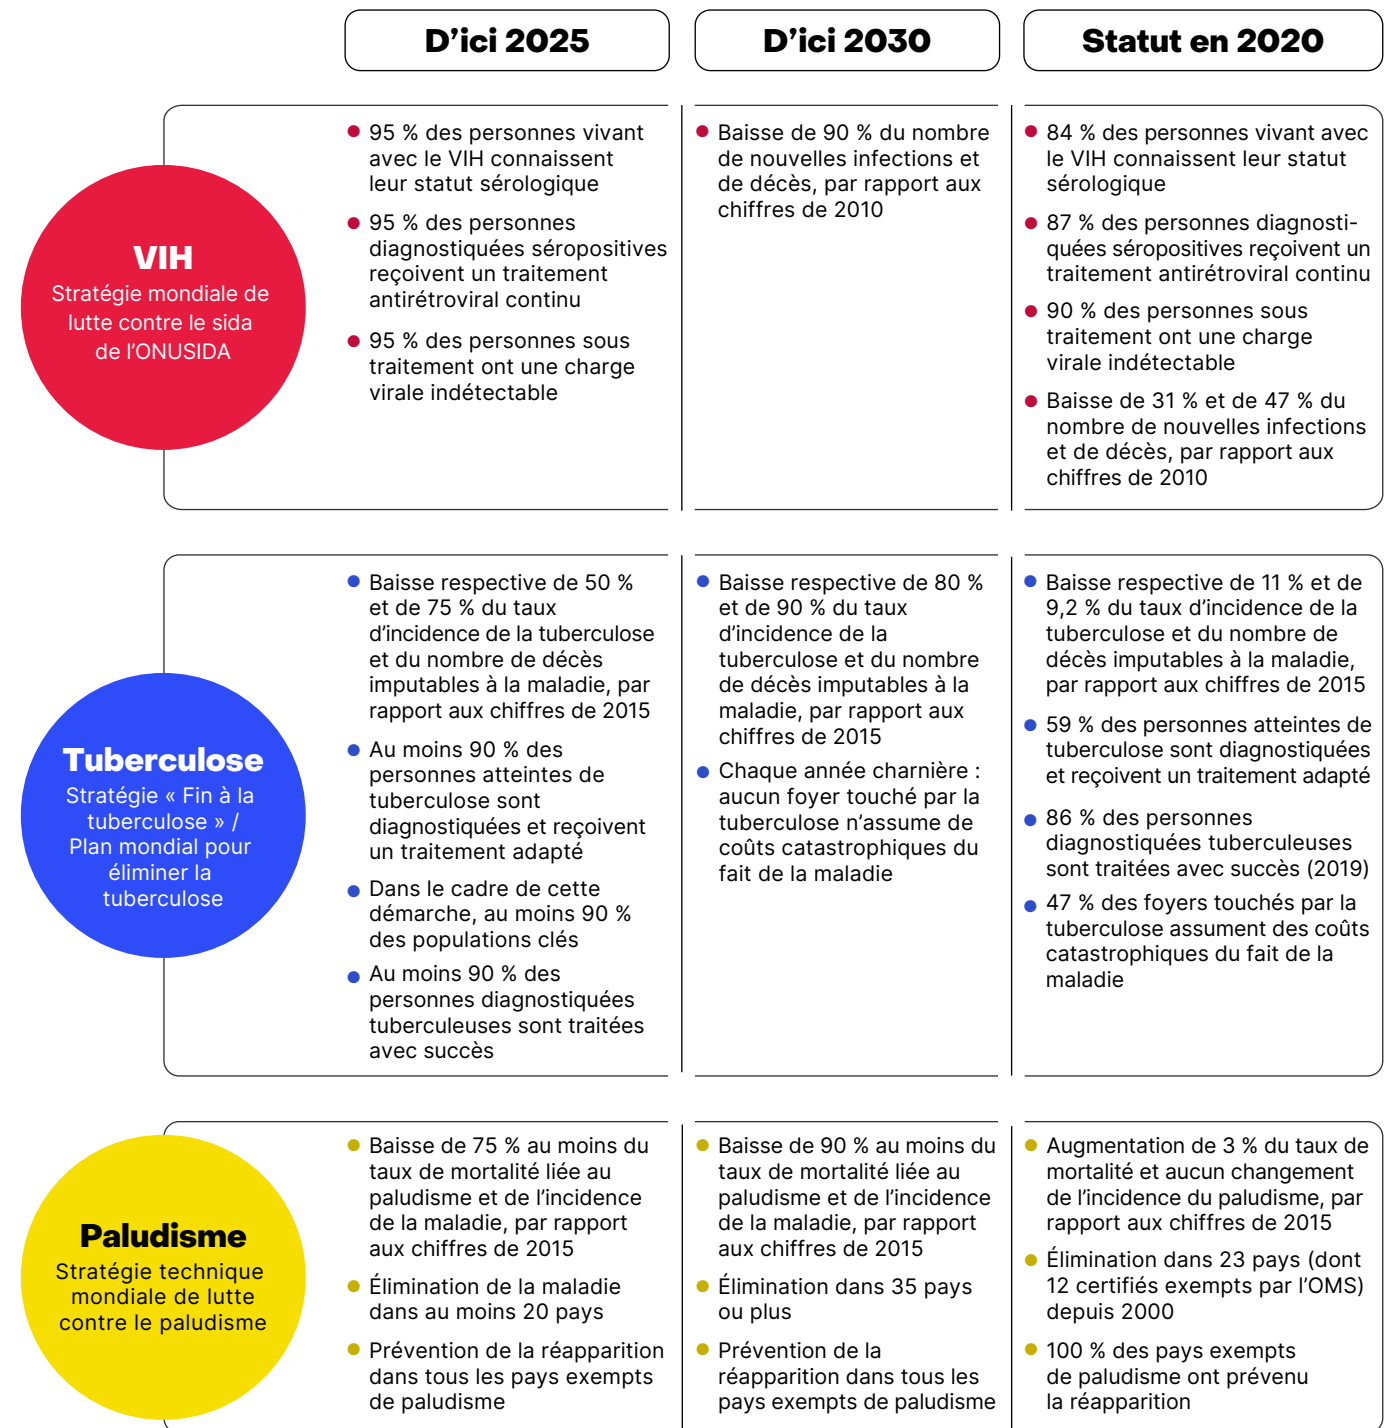 D’ici 2025
D’ici 2030
Statut en 2020
VIH
Stratégie mondiale de
lutte contre le sida
de l’ONUSIDA
95 % des personnes vivant
avec le VIH connaissent
leur statut sérologique
95 % des personnes
diagnostiquées séropositives
reçoivent un traitement
antirétroviral continu
95 % des personnes sous
traitement ont une charge
virale indétectable
Baisse de 90 % du nombre
de nouvelles infections et
de décès, par rapport aux
chiffres de 2010
84 % des personnes vivant avec
le VIH connaissent leur statut
sérologique
87 % des personnes diagnosti-
quées séropositives reçoivent un
traitement antirétroviral continu
90 % des personnes sous
traitement ont une charge
virale indétectable
Baisse de 31 % et de 47 % du
nombre de nouvelles infections
et de décès, par rapport aux
chiffres de 2010
Tuberculose
Stratégie « Fin à la
tuberculose » /
Plan mondial pour
éliminer la
tuberculose
Baisse respective de 50 %
et de 75 % du taux
d’incidence de la tuberculose
et du nombre de décès
imputables à la maladie, par
rapport aux chiffres de 2015
Au moins 90 % des
personnes atteintes de
tuberculose sont
diagnostiquées et reçoivent
un traitement adapté
Dans le cadre de cette
démarche, au moins 90 %
des populations clés
Au moins 90 % des
personnes diagnostiquées
tuberculeuses sont traitées
avec succès
Baisse respective de 80 %
et de 90 % du taux
d’incidence de la
tuberculose et du nombre
de décès imputables à la
maladie, par rapport aux
chiffres de 2015
Chaque année charnière :
aucun foyer touché par la
tuberculose n’assume de
coûts catastrophiques du
fait de la maladie
Baisse respective de 11 % et de
9,2 % du taux d’incidence de la
tuberculose et du nombre de
décès imputables à la maladie,
par rapport aux chiffres de 2015
59 % des personnes atteintes de
tuberculose sont diagnostiquées
et reçoivent un traitement adapté
86 % des personnes
diagnostiquées tuberculeuses
sont traitées avec succès (2019)
47 % des foyers touchés par la
tuberculose assument des coûts
catastrophiques du fait de la
maladie
Paludisme
Stratégie technique
mondiale de lutte
contre le paludisme
Baisse de 75 % au moins du
taux de mortalité liée au
paludisme et de l’incidence
de la maladie, par rapport
aux chiffres de 2015
Élimination de la maladie
dans au moins 20 pays
Prévention de la réapparition
dans tous les pays exempts
de paludisme
Baisse de 90 % au moins du
taux de mortalité liée au
paludisme et de l’incidence
de la maladie, par rapport
aux chiffres de 2015
Élimination dans 35 pays
ou plus
Prévention de la
réapparition dans tous les
pays exempts de paludisme
Augmentation de 3 % du taux de
mortalité et aucun changement
de l’incidence du paludisme, par
rapport aux chiffres de 2015
Élimination dans 23 pays (dont
12 certifiés exempts par l’OMS)
depuis 2000
100 % des pays exempts
de paludisme ont prévenu
la réapparition